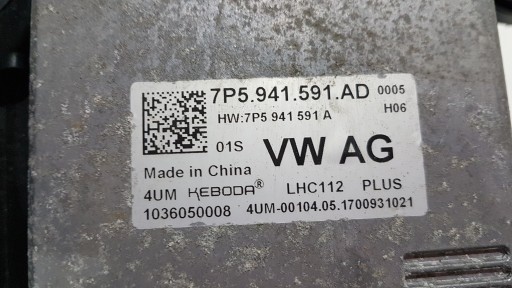 7P5.941.591.AD 0005
HW:7P5 941 591 A H06
01S VW AG
Made in China
4UM KEBODA® LHC112 PLUS
1036050008 4UM-00104.05.1700931021